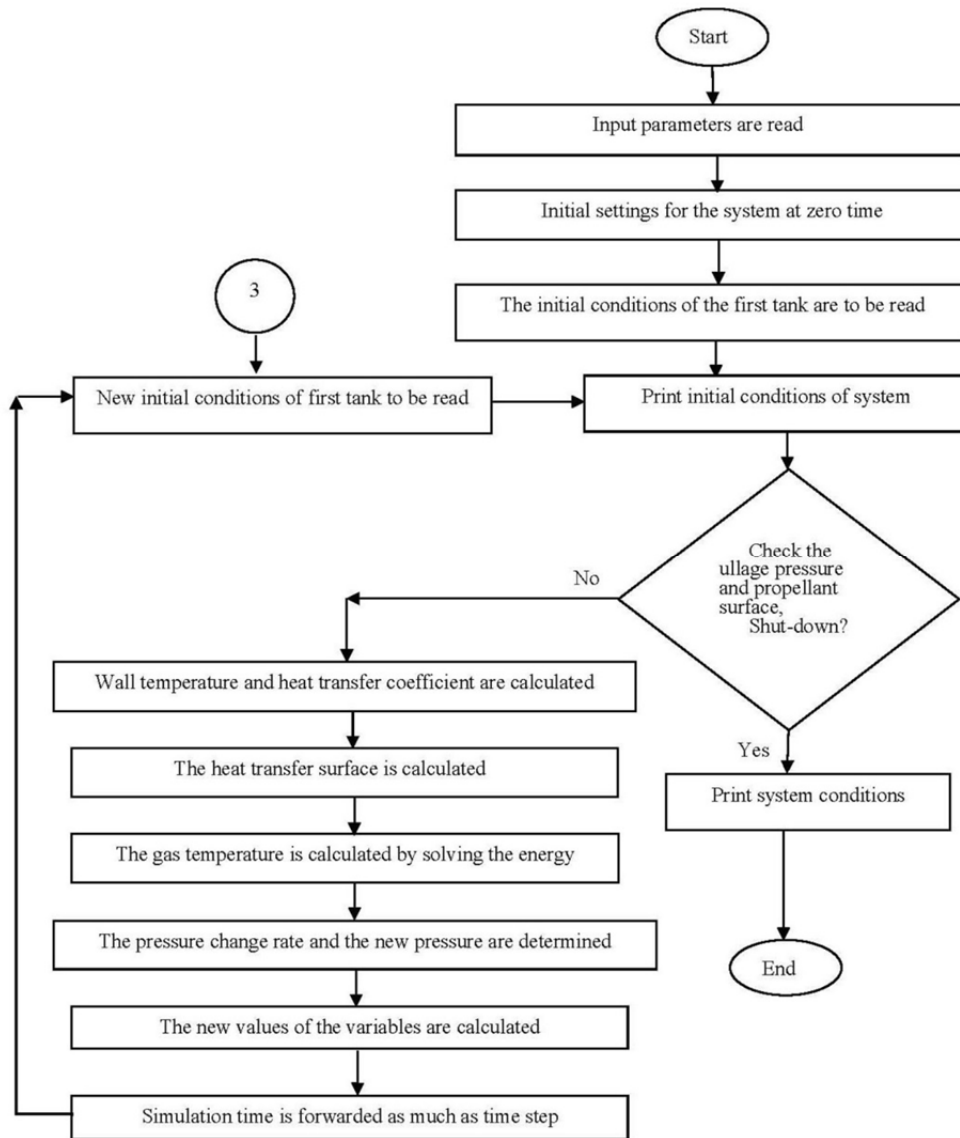 Start
Input parameters are read
Initial settings for the system at zero time
The initial conditions of the first tank are to be read
3
New initial conditions of first tank to be read
Print initial conditions of system
Check the
ullage pressure
and propellant
surface,
Shut-down?
No
Yes
Wall temperature and heat transfer coefficient are calculated
The heat transfer surface is calculated
The gas temperature is calculated by solving the energy
The pressure change rate and the new pressure are determined
The new values of the variables are calculated
Simulation time is forwarded as much as time step
Print system conditions
End